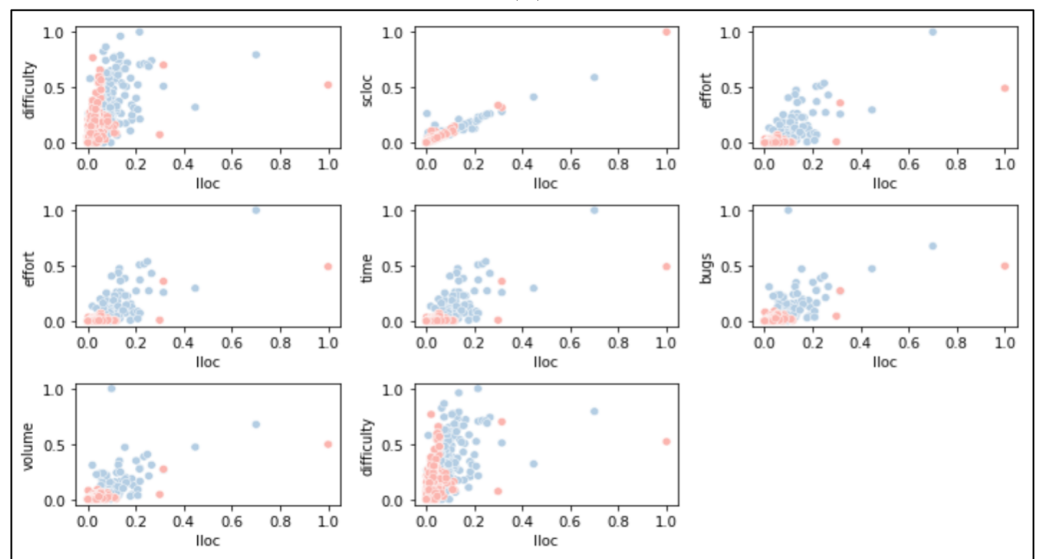 1.0 1.0 1.0
difficulty scloc effort
0.5 0.5 0.5
0.0 0.0 0.0
0.0 0.2 0.4 0.6 0.8 1.0 0.0 0.2 0.4 0.6 0.8 1.0 0.0 0.2 0.4 0.6 0.8 1.0
lloc lloc lloc
1.0 1.0 1.0
effort time bugs
0.5 0.5 0.5
0.0 0.0 0.0
0.0 0.2 0.4 0.6 0.8 1.0 0.0 0.2 0.4 0.6 0.8 1.0 0.0 0.2 0.4 0.6 0.8 1.0
lloc lloc lloc
1.0 1.0
volume difficulty
0.5 0.5
0.0 0.0
0.0 0.2 0.4 0.6 0.8 1.0 0.0 0.2 0.4 0.6 0.8 1.0
lloc lloc